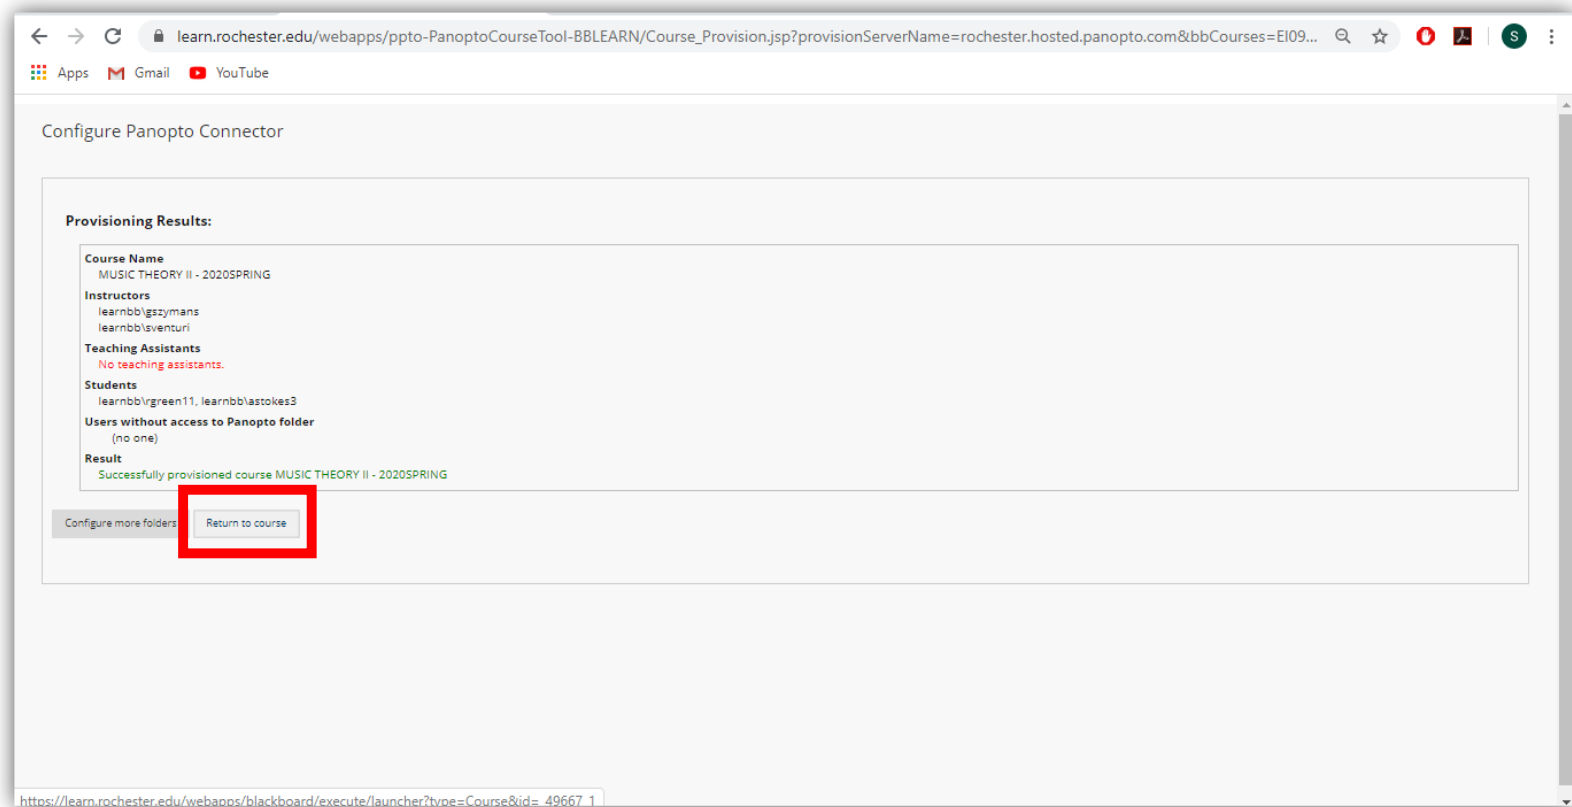 learn.rochester.edu/webapps/ppto-PanoptoCourseTool-BBLEARN/Course_Provision.jsp?provisionServerName=rochester.hosted.panopto.com&bbCourses=EI09... S
Apps Gmail YouTube
Configure Panopto Connector
Provisioning Results:
Course Name
MUSIC THEORY II - 2020SPRING
Instructors
learnbb\gszymans
learnbb\sventuri
Teaching Assistants
No teaching assistants.
Students
learnbb\rgreen11, learnbb\astokes3
Users without access to Panopto folder
(no one)
Result
Successfully provisioned course MUSIC THEORY II - 2020SPRING
Configure more folders Return to course
https://learn.rochester.edu/webapps/blackboard/execute/launcher?type=Course&id=_49667_1